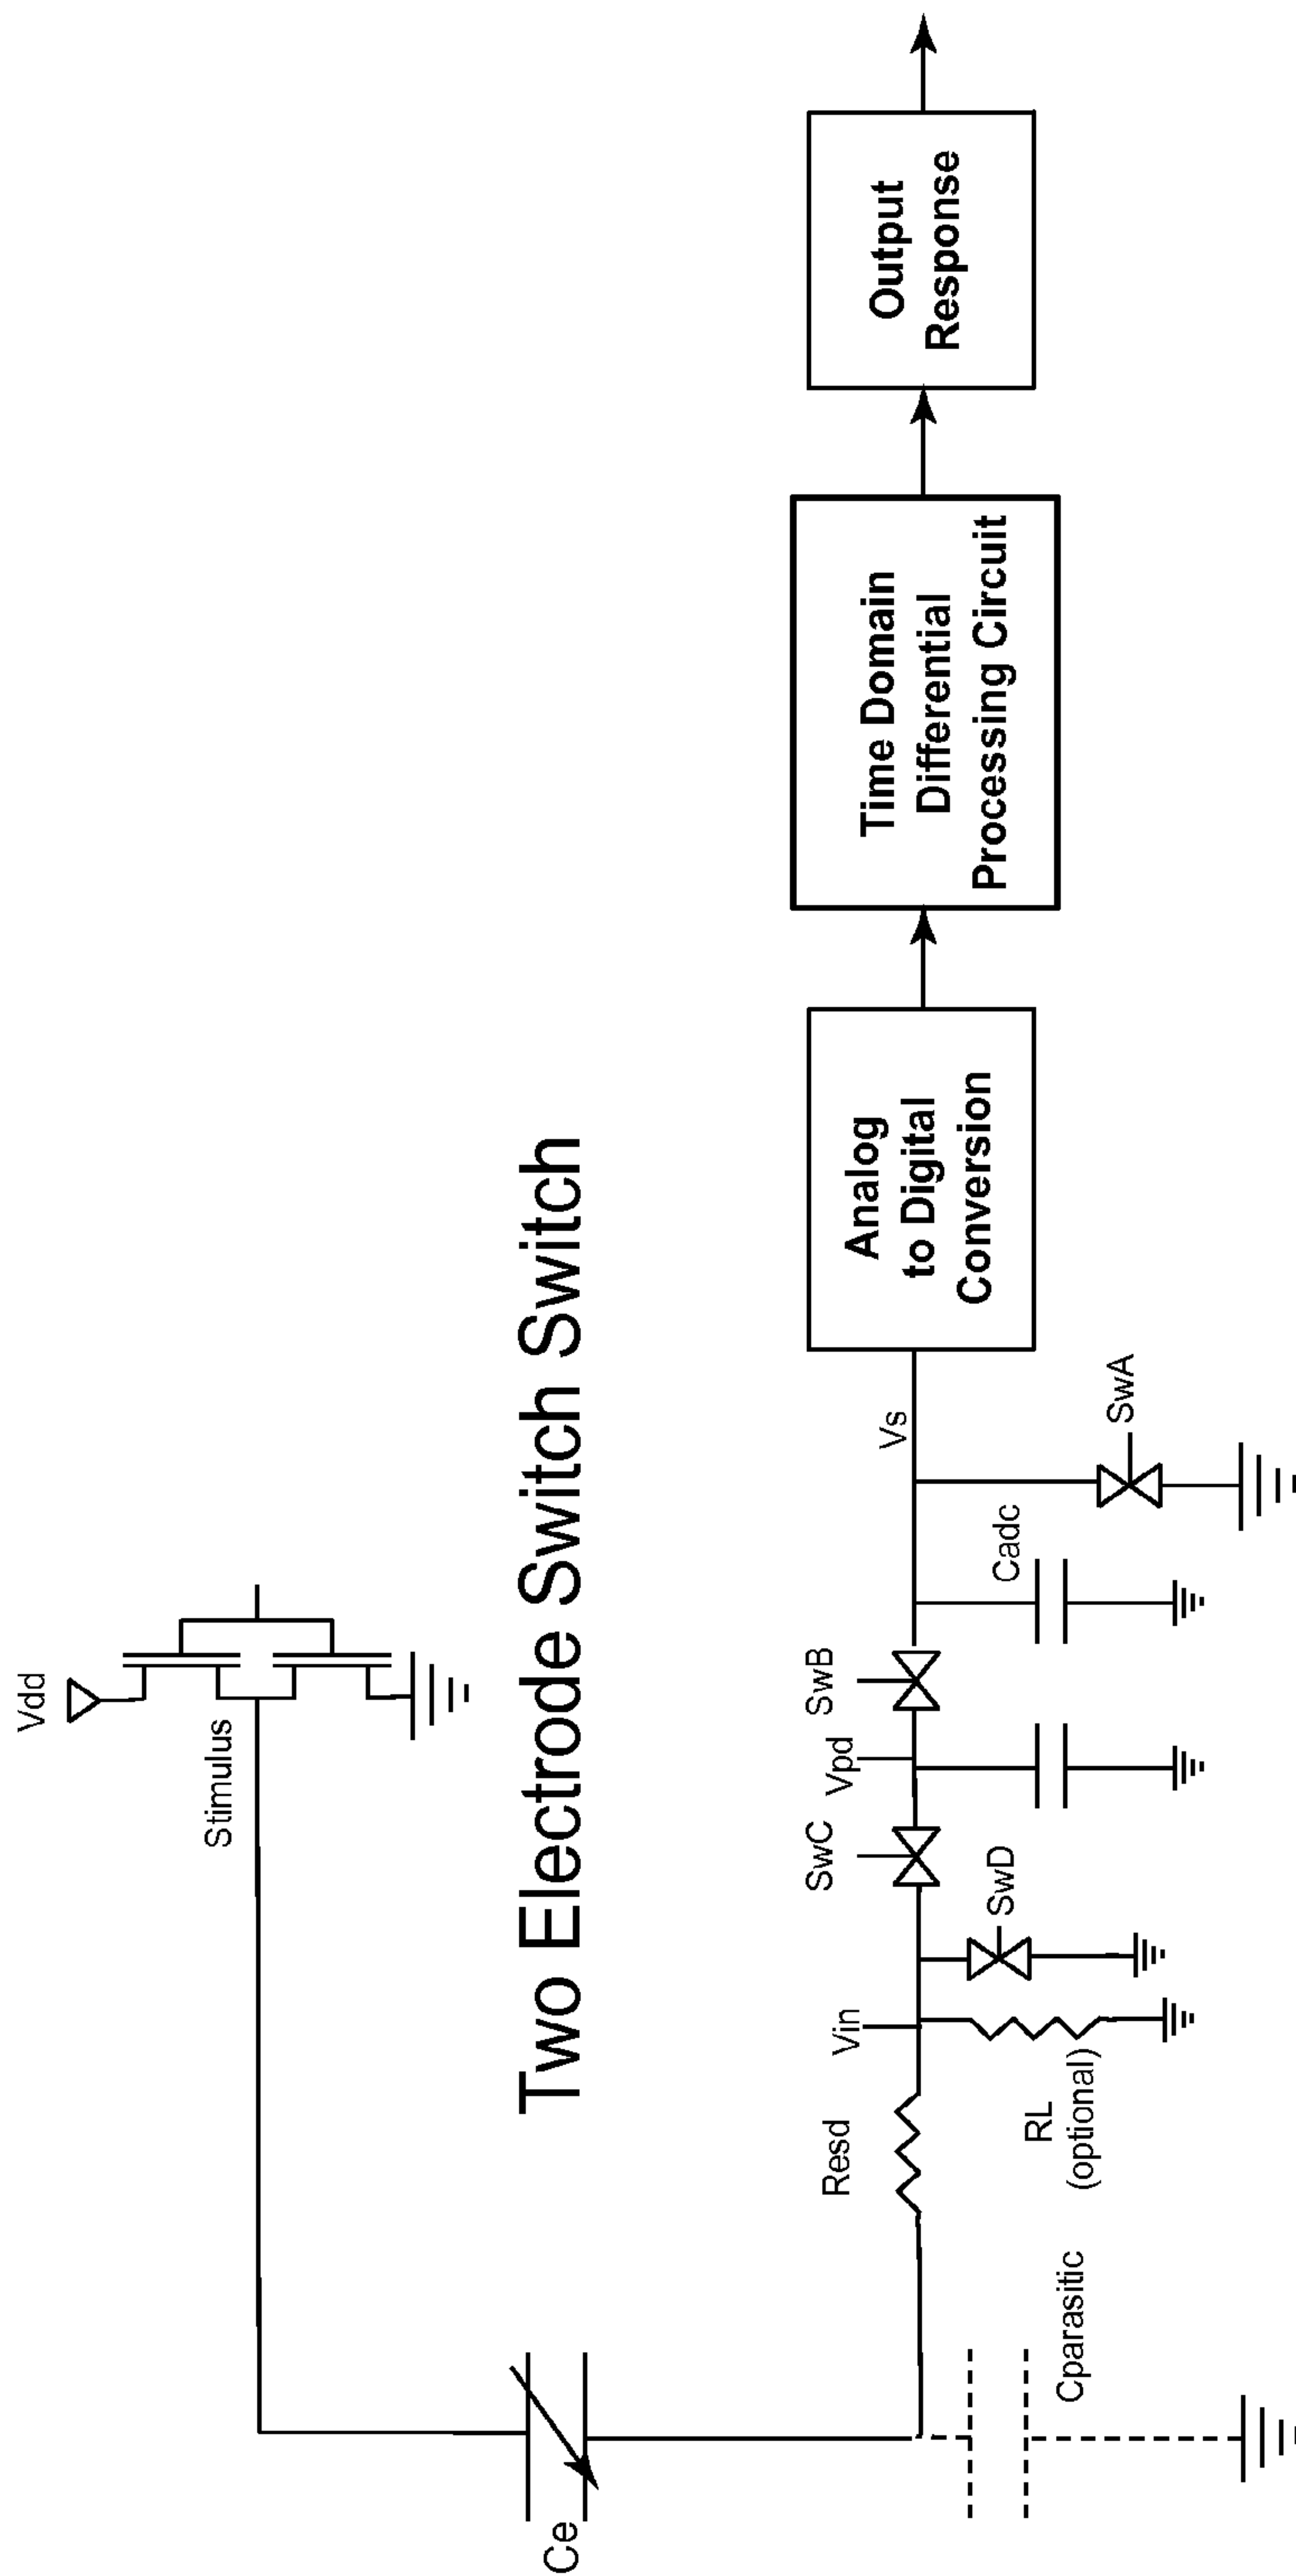 Vdd
Stimulus
Two Electrode Switch Switch
Ce
Cparasitic
Resd
Vin
RL
(optional)
SwC
SwD
Vpd
SwB
Cadc
Vs
SwA
Analog
to Digital
Conversion
Time Domain
Differential
Processing Circuit
Output
Response